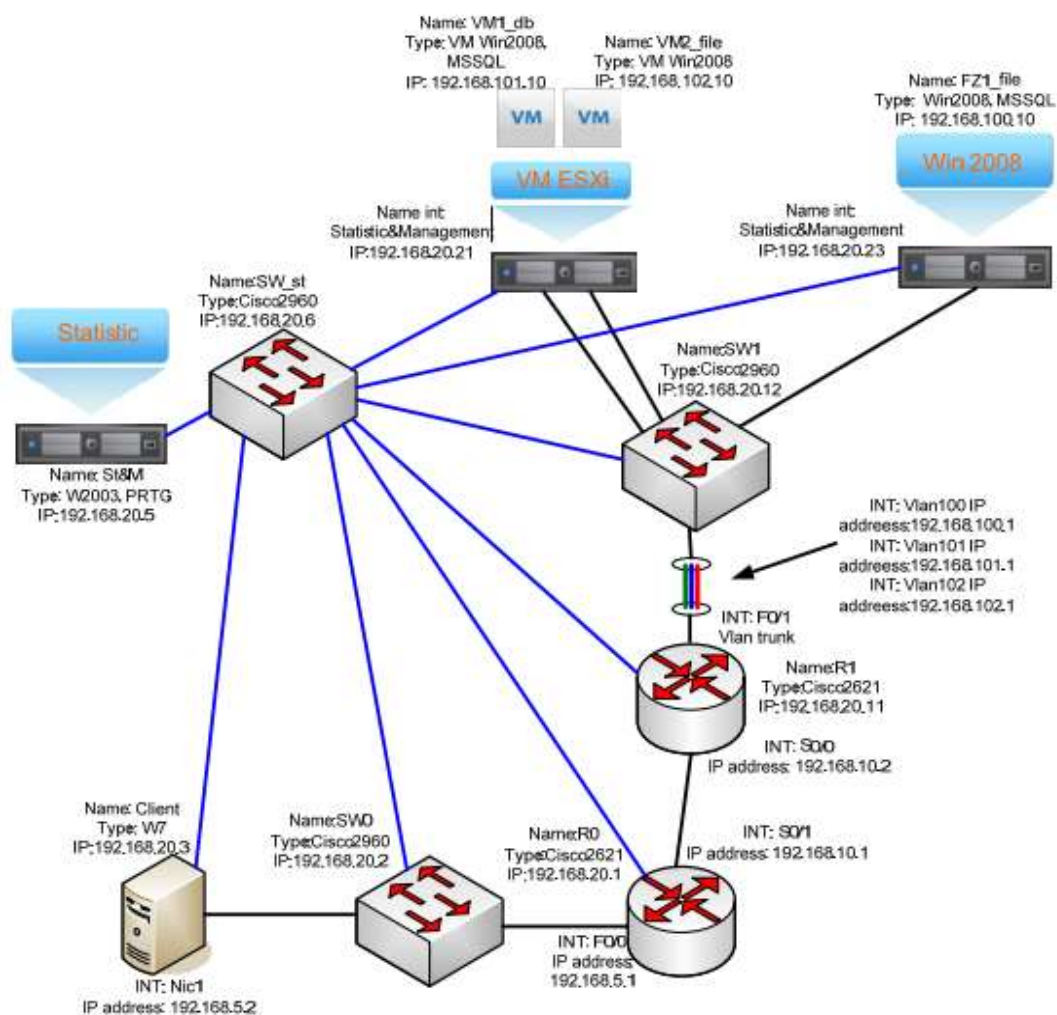 Name: VM1_db
Type: VM Win2008,
MSSQL
IP: 192.168.101.10
Name: VM2_file
Type: VM Win2008
IP: 192.168.102.10
Name: FZ1_file
Type: Win2008, MSSQL
IP: 192.168.100.10
VM
VM
VM ESXi
Win 2008
Name int:
Statistic&Management
IP:192.168.20.21
Name int:
Statistic&Management
IP:192.168.20.23
Name:SW_st
Type:Cisco2960
IP:192.168.20.6
Statistic
Name:SW1
Type:Cisco2960
IP:192.168.20.12
Name: St&M
Type: W2003, PRTG
IP:192.168.20.5
INT: Vlan100 IP
addreess:192.168.100.1
INT: Vlan101 IP
addreess:192.168.101.1
INT: Vlan102 IP
addreess:192.168.102.1
INT: F0/1
Vlan trunk
Name:R1
Type:Cisco2621
IP:192.168.20.11
INT: S0/0
IP address: 192.168.10.2
Name: Client
Type: W7
IP:192.168.20.3
Name:SW0
Type:Cisco2960
IP:192.168.20.2
Name:R0
Type:Cisco2621
IP:192.168.20.1
INT: S0/1
IP address: 192.168.10.1
INT: F0/0
IP address:
192.168.5.1
INT: Nic1
IP address: 192.168.5.2